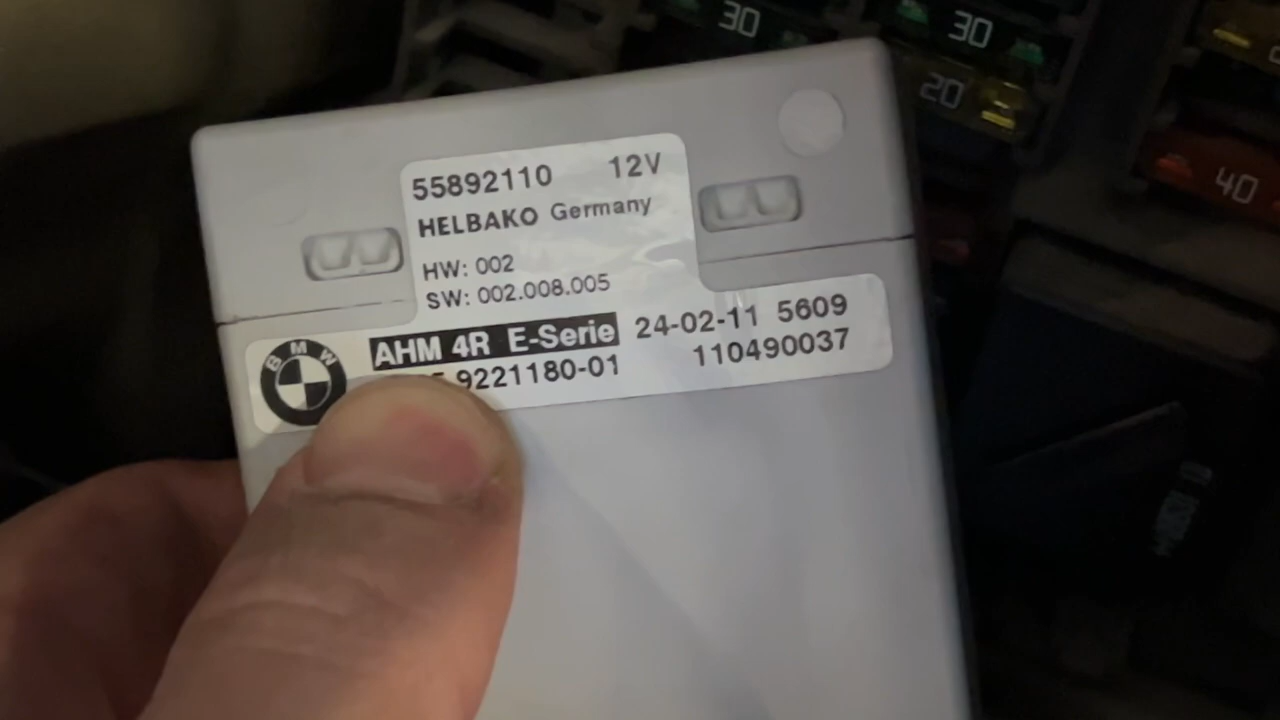 30
30
20
40
55892110 12V
HELBAKO Germany
HW: 002
SW: 002.008.005
BMW
AHM 4R E-Serie 24-02-11 5609
9221180-01 110490037